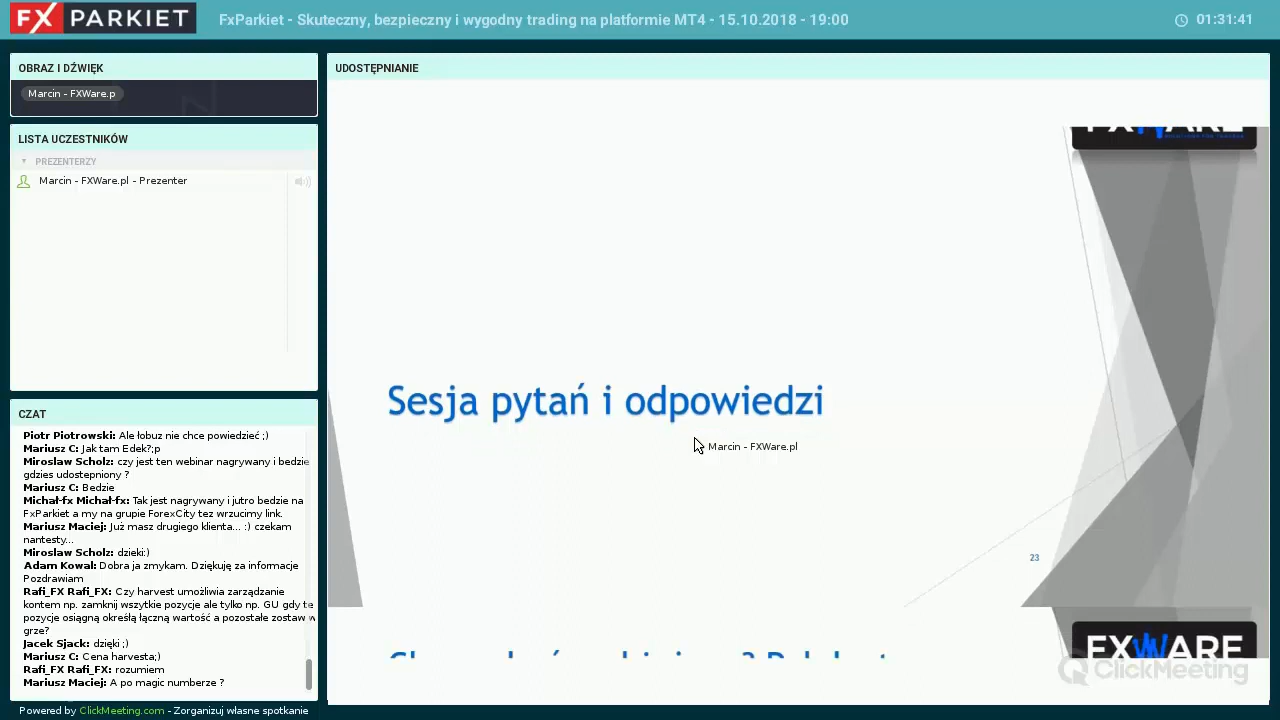 FX PARKIET
FxParkiet - Skuteczny, bezpieczny i wygodny trading na platformie MT4 - 15.10.2018 - 19:00
01:31:41
OBRAZ I DŹWIĘK
Marcin - FXWare.p
LISTA UCZESTNIKÓW
PREZENTERZY
Marcin - FXWare.pl - Prezenter
CZAT
Piotr Piotrowski: Ale łobuz nie chce powiedzieć ;)
Mariusz C: Jak tam Edek?;p
Miroslaw Scholz: czy jest ten webinar nagrywany i bedzie
gdzies udostepniony ?
Mariusz C: Bedzie
Michał-fx Michał-fx: Tak jest nagrywany i jutro bedzie na
FxParkiet a my na grupie ForexCity tez wrzucimy link.
Mariusz Maciej: Już masz drugiego klienta... :) czekam
nantesty...
Miroslaw Scholz: dzieki:)
Adam Kowal: Dobra ja zmykam. Dziękuję za informacje
Pozdrawiam
Rafi_FX Rafi_FX: Czy harvest umożliwia zarządzanie
kontem np. zamknij wszytkie pozycje ale tylko np. GU gdy te
pozycje osiągną określą łączną wartość a pozostałe zostaw w
grze?
Jacek Sjack: dzięki ;)
Mariusz C: Cena harvesta;)
Rafi_FX Rafi_FX: rozumiem
Mariusz Maciej: A po magic numberze ?
Powered by ClickMeeting.com - Zorganizuj własne spotkanie
UDOSTĘPNIANIE
FXWARE
Sesja pytań i odpowiedzi
Marcin - FXWare.pl
23
FXWARE
ClickMeeting